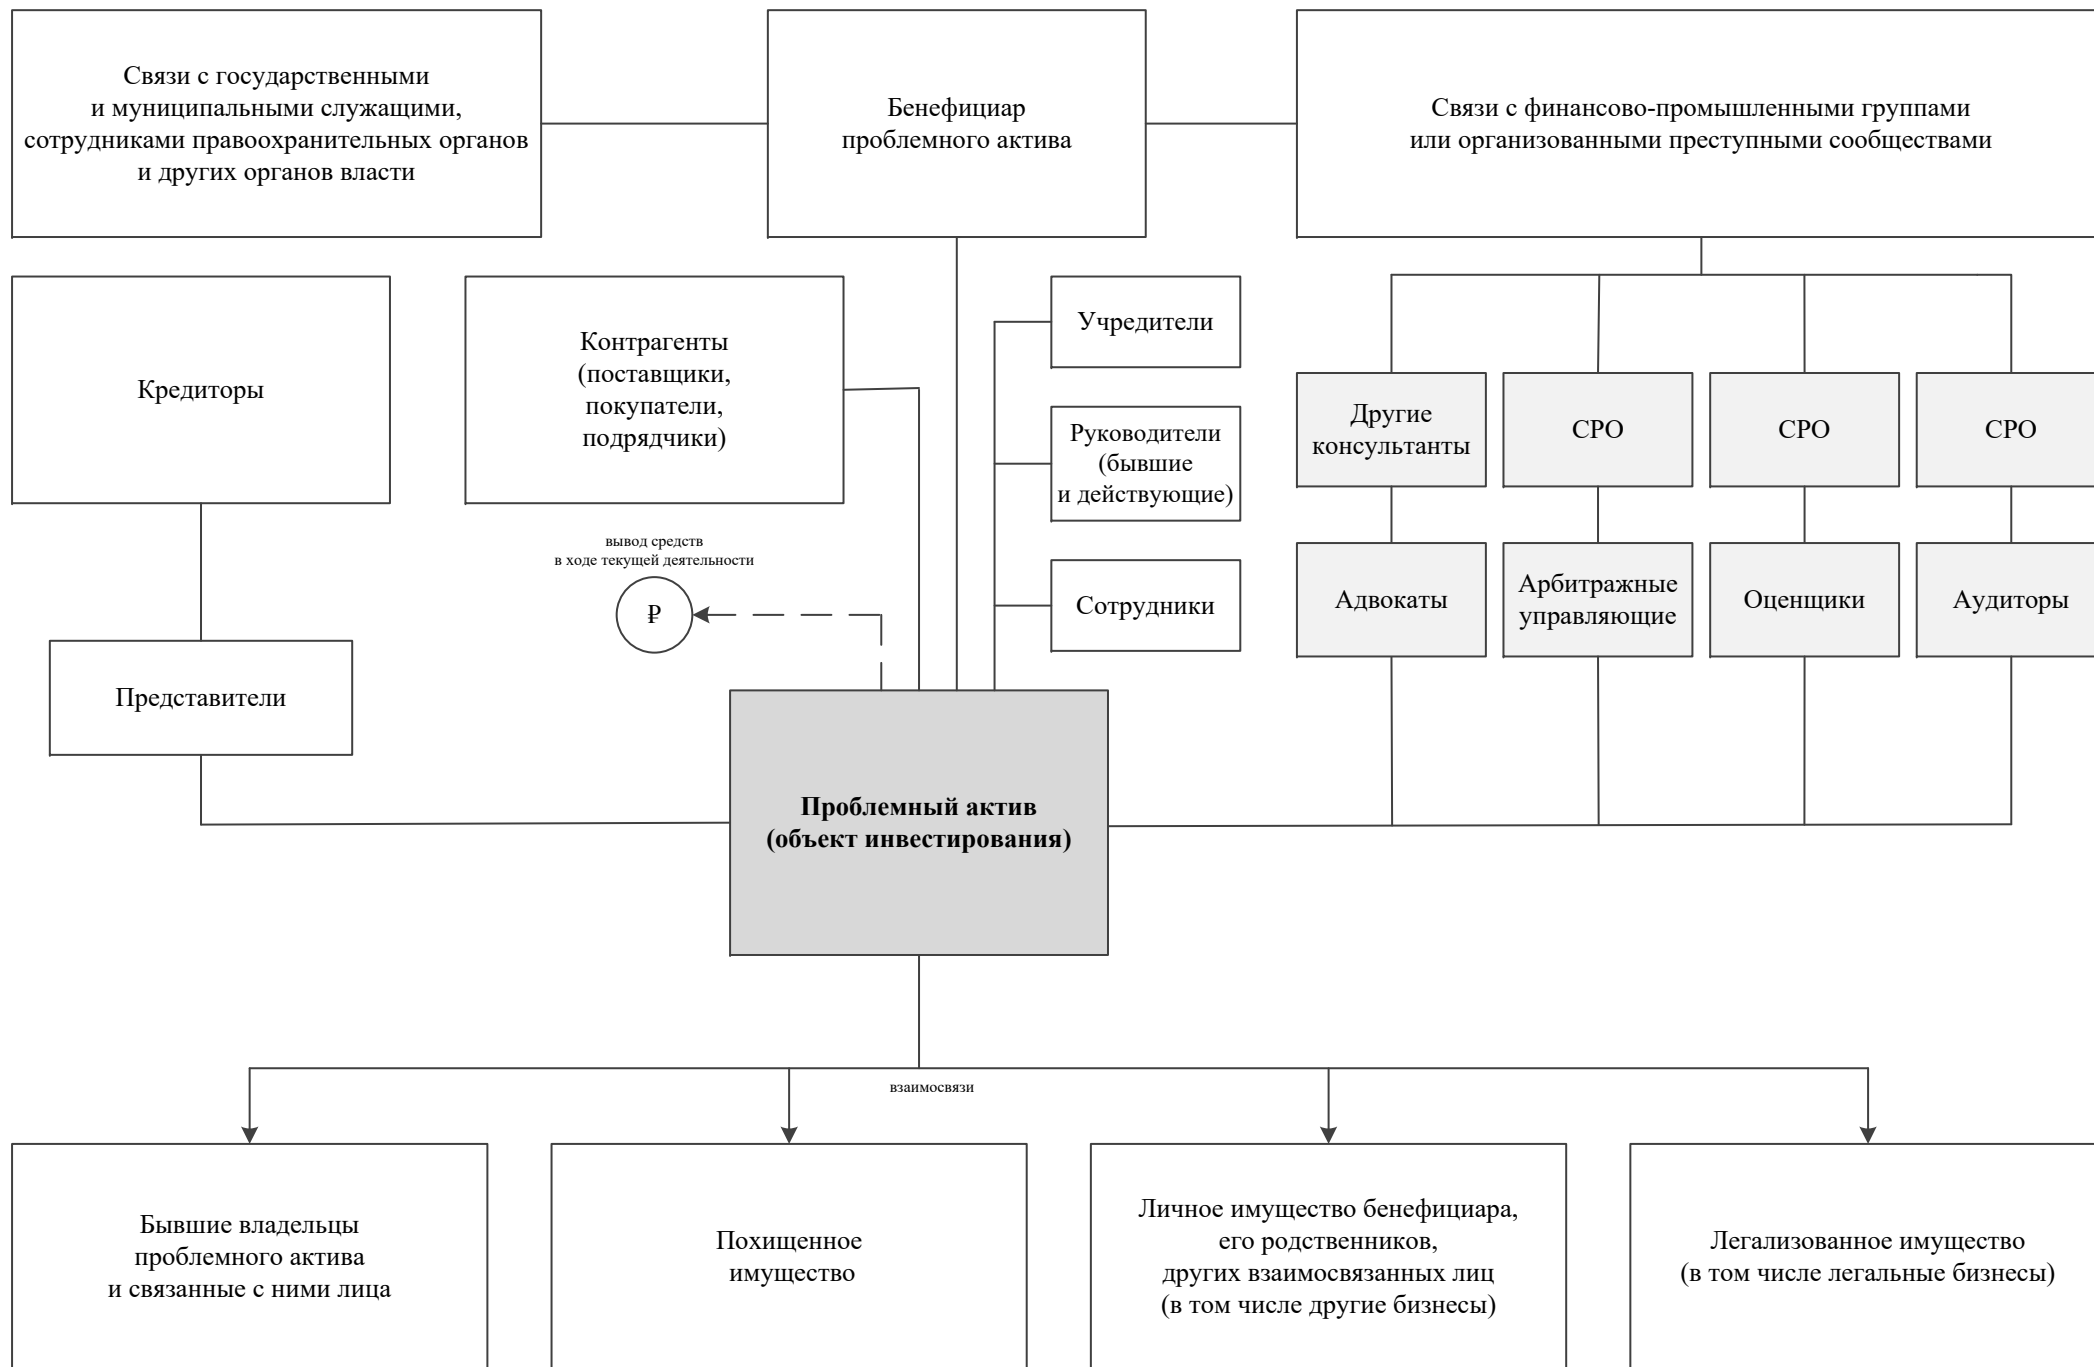 Связи с государственными
и муниципальными служащими,
сотрудниками правоохранительных органов
и других органов власти
Бенефициар
проблемного актива
Связи с финансово-промышленными группами
или организованными преступными сообществами
Кредиторы
Контрагенты
(поставщики,
покупатели,
подрядчики)
Учредители
Руководители
(бывшие
и действующие)
Сотрудники
Другие
консультанты
СРО
СРО
СРО
Адвокаты
Арбитражные
управляющие
Оценщики
Аудиторы
вывод средств
в ходе текущей деятельности
₽
Представители
Проблемный актив
(объект инвестирования)
взаимосвязи
Бывшие владельцы
проблемного актива
и связанные с ними лица
Похищенное
имущество
Личное имущество бенефициара,
его родственников,
других взаимосвязанных лиц
(в том числе другие бизнесы)
Легализованное имущество
(в том числе легальные бизнесы)